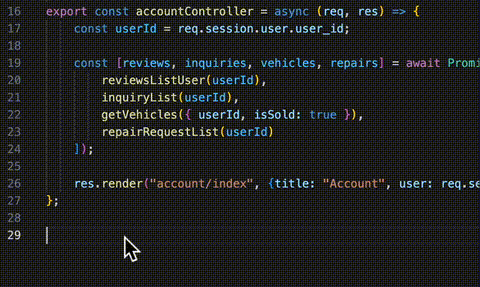 16 export const accountController = async (req, res) => {
17 const userId = req.session.user.user_id;
18
19 const [reviews, inquiries, vehicles, repairs] = await Promi
20 reviewsListUser(userId),
21 inquiryList(userId),
22 getVehicles({ userId, isSold: true }),
23 repairRequestList(userId)
24 ]);
25
26 res.render("account/index", {title: "Account", user: req.se
27 };
28
29